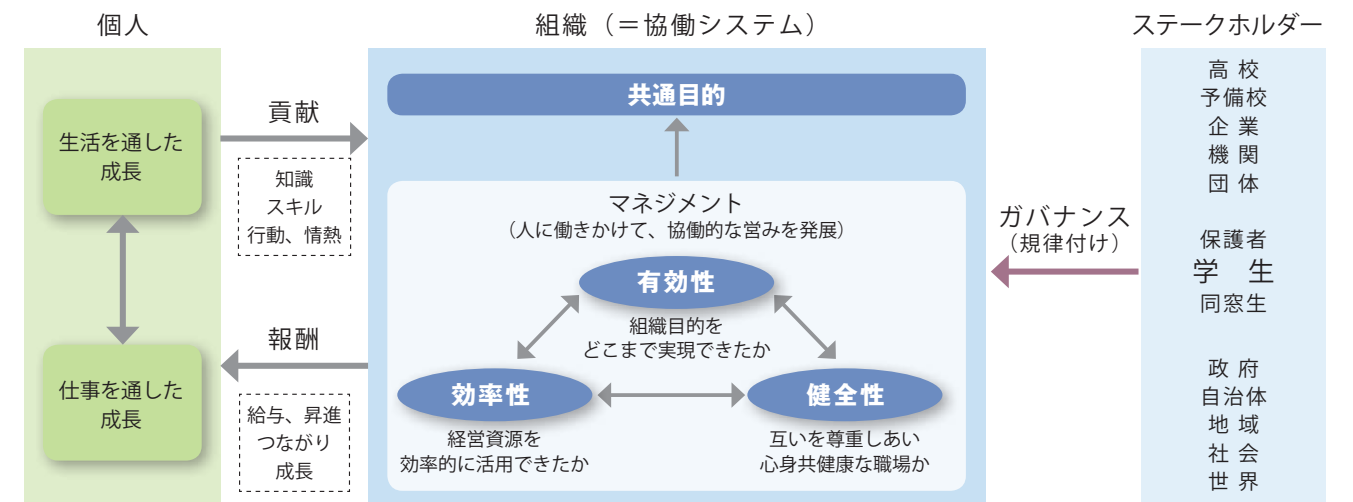 個人
生活を通した
成長
仕事を通した
成長
貢献
知識
スキル
行動、情熱
報酬
給与、昇進
つながり
成長
組織（＝協働システム）
共通目的
マネジメント
（人に働きかけて、協働的な営みを発展）
有効性
組織目的を
どこまで実現できたか
効率性
経営資源を
効率的に活用できたか
健全性
互いを尊重しあい
心身共健康な職場か
ガバナンス
（規律付け）
ステークホルダー
高 校
予備校
企 業
機 関
団 体
保護者
学 生
同窓生
政 府
自治体
地 域
社 会
世 界